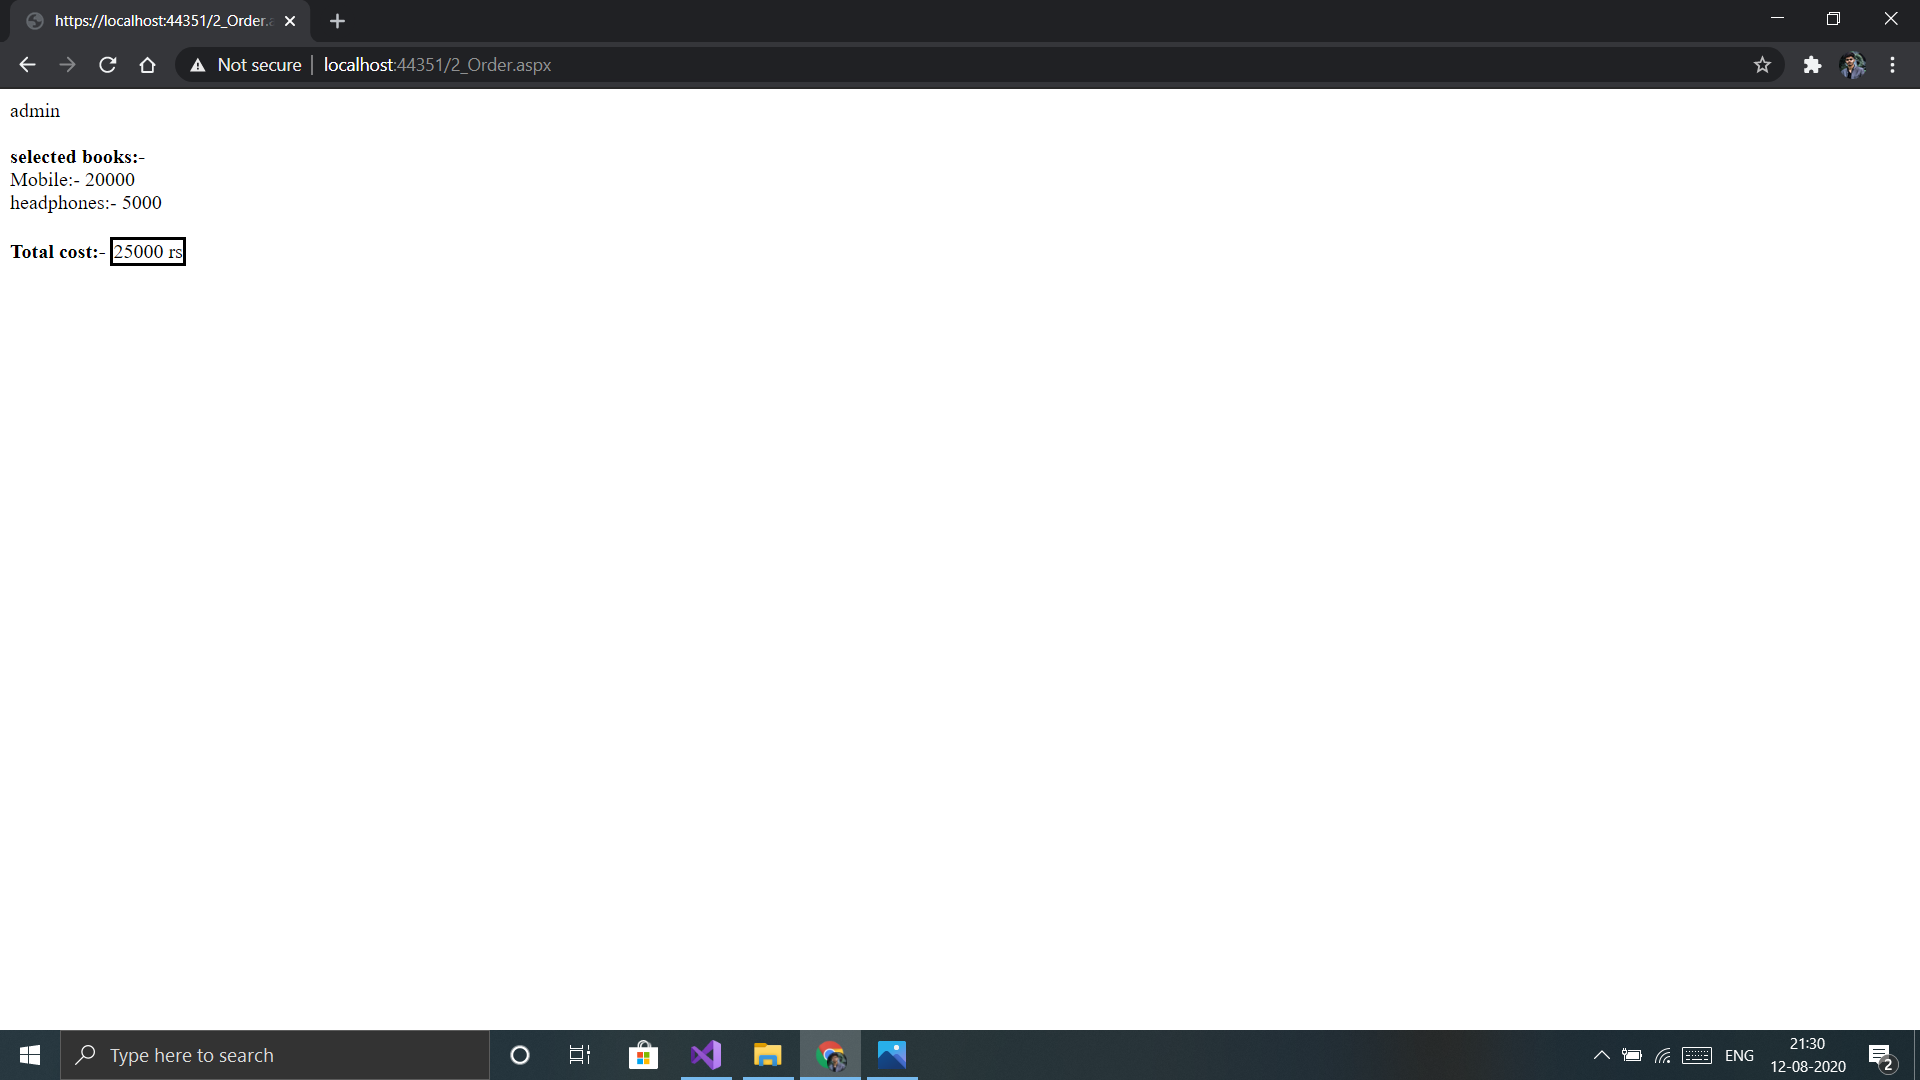 https://localhost:44351/2_Order.a
Not secure | localhost:44351/2_Order.aspx
admin
selected books:-
Mobile:- 20000
headphones:- 5000
Total cost:- 25000 rs
Type here to search
ENG
21:30
12-08-2020
2